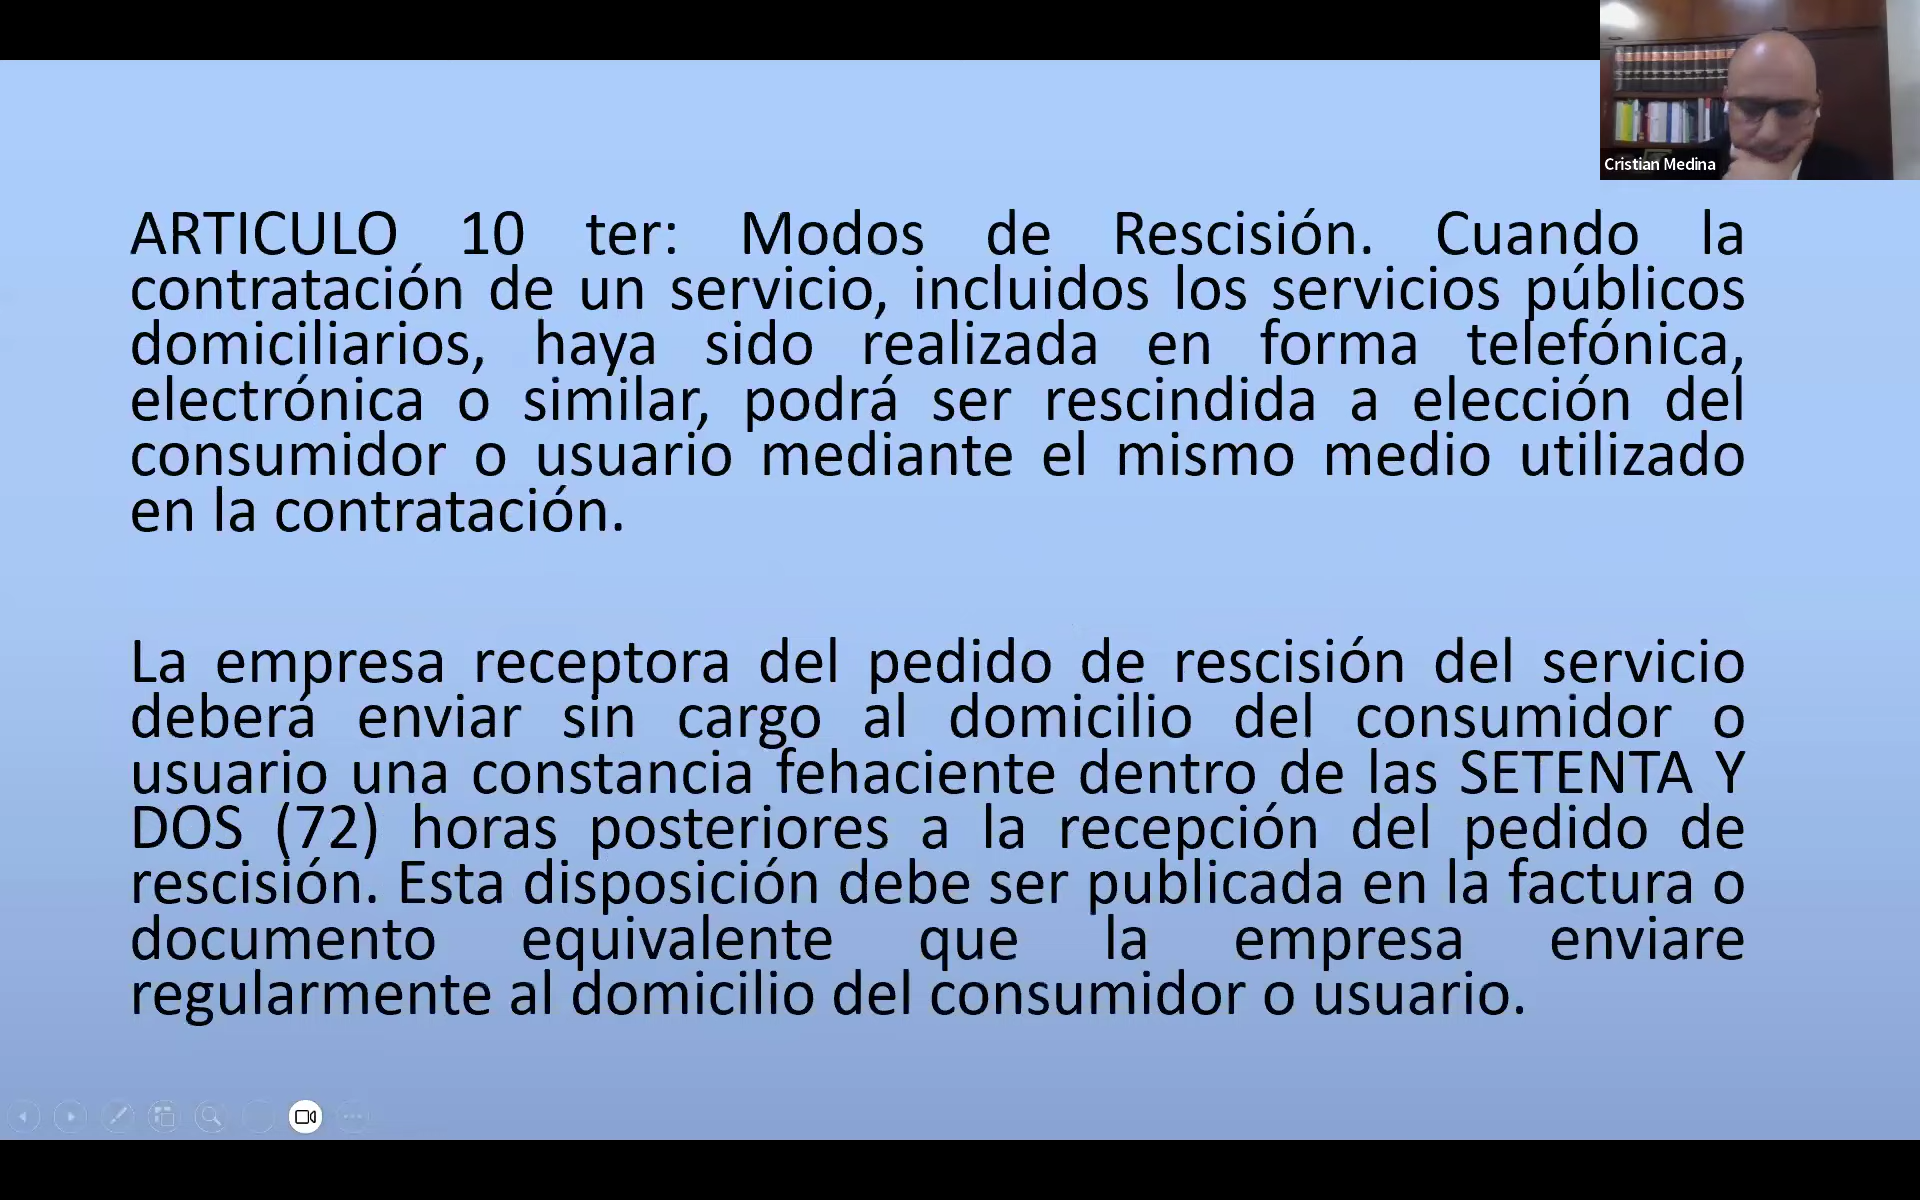 Cristian Medina
ARTICULO 10 ter: Modos de Rescisión. Cuando la
contratación de un servicio, incluidos los servicios públicos
domiciliarios, haya sido realizada en forma telefónica,
electrónica o similar, podrá ser rescindida a elección del
consumidor o usuario mediante el mismo medio utilizado
en la contratación.
La empresa receptora del pedido de rescisión del servicio
deberá enviar sin cargo al domicilio del consumidor o
usuario una constancia fehaciente dentro de las SETENTA Y
DOS (72) horas posteriores a la recepción del pedido de
rescisión. Esta disposición debe ser publicada en la factura o
documento equivalente que la empresa enviare
regularmente al domicilio del consumidor o usuario.